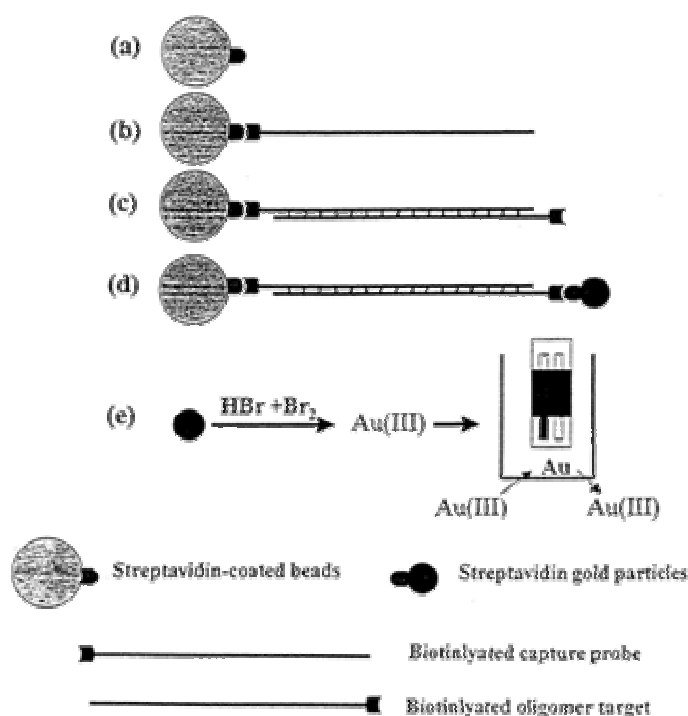 (a)
(b)
(c)
(d)
(e) HBr +Br2 Au(III)
Au
Au(III) Au(III)
Streptavidin-coated beads Streptavidin gold particles
Biotinlyated capture probe
Biotinlyated oligomer target